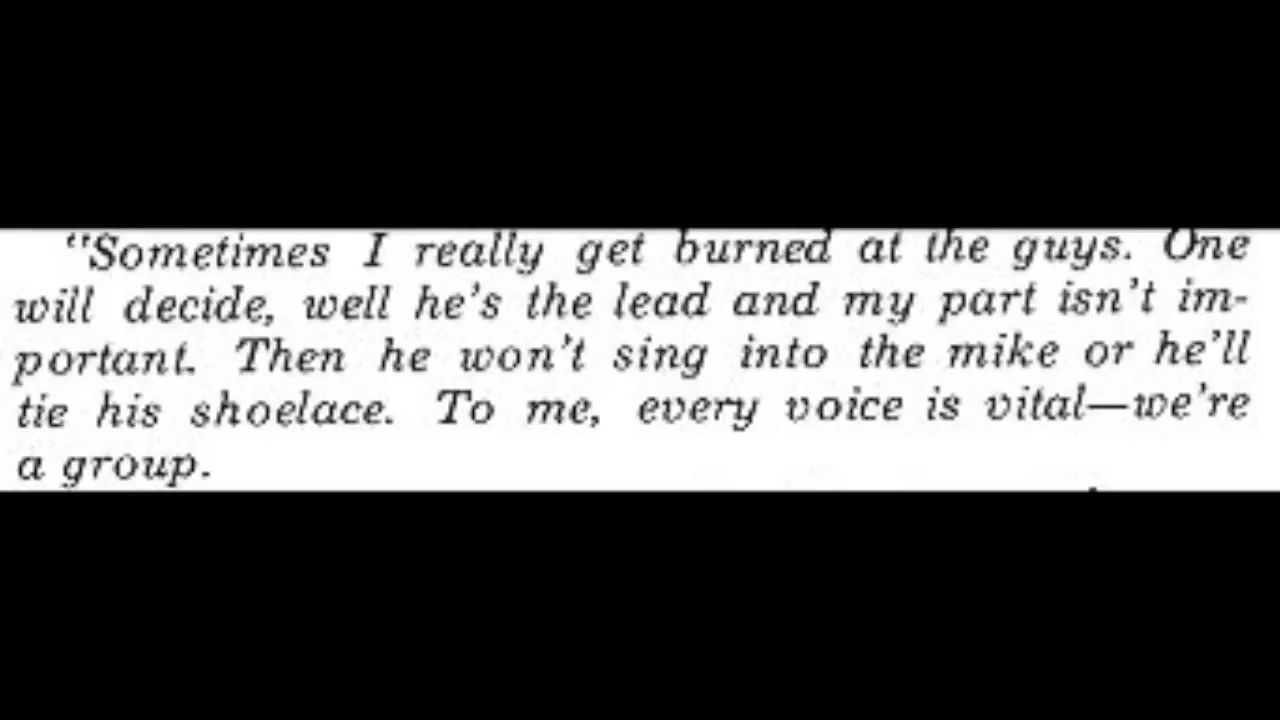 "Sometimes I really get burned at the guys. One
will decide, well he's the lead and my part isn't im-
portant. Then he won't sing into the mike or he'll
tie his shoelace. To me, every voice is vital—we're
a group.